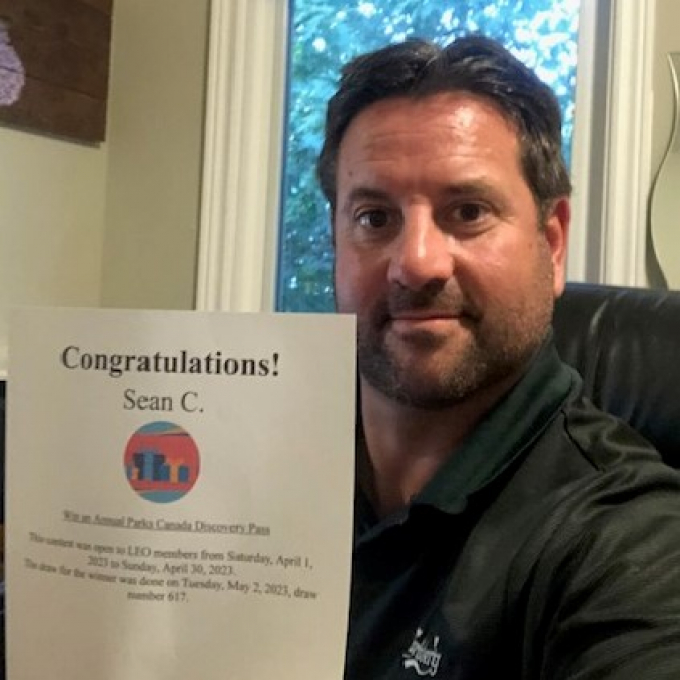 Congratulations!
Sean C.
Win an Annual Parks Canada Discovery Pass
This contest was open to LEO members from Saturday, April 1,
2023 to Sunday, April 30, 2023.
The draw for the winner was done on Tuesday, May 2, 2023, draw
number 617.